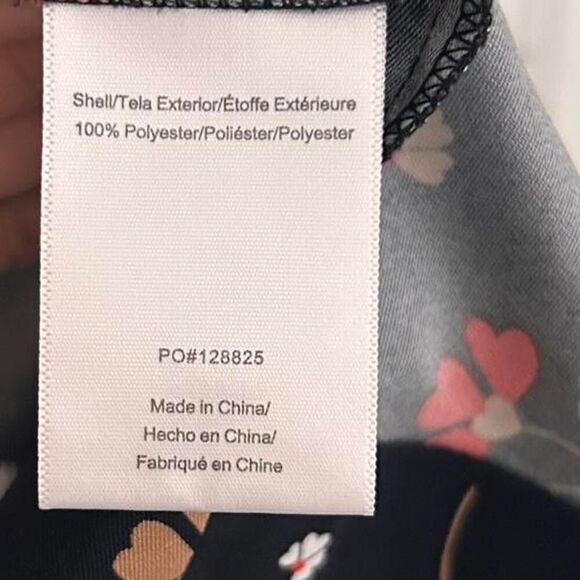 Shell/Tela Exterior/Étoffe Extérieure
100% Polyester/Poliéster/Polyester
PO#128825
Made in China/
Hecho en China/
Fabriqué en Chine